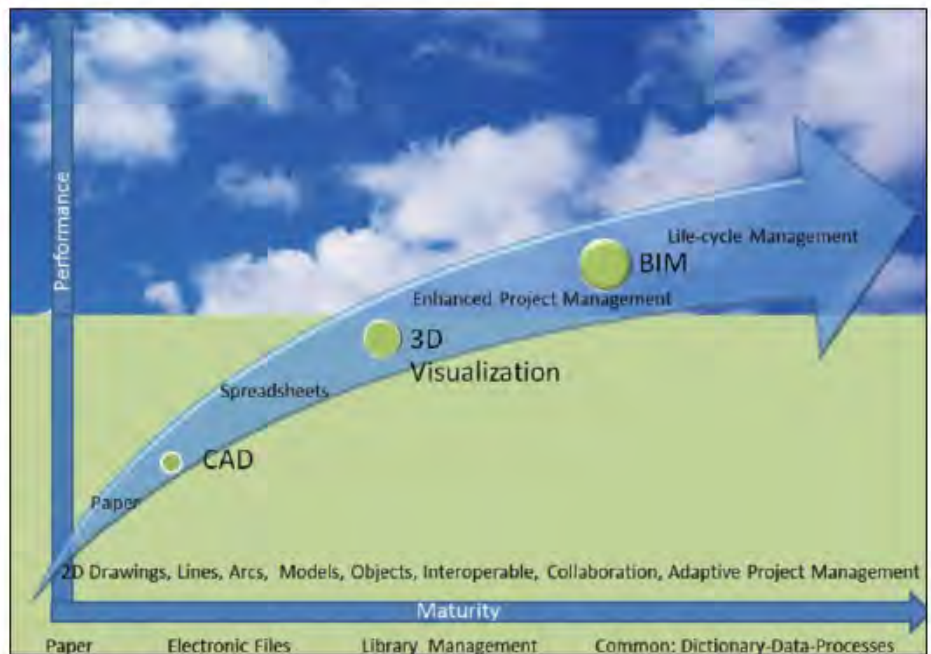 Performance
Life-cycle Management
BIM
Enhanced Project Management
3D
Visualization
Spreadsheets
CAD
Paper
2D Drawings, Lines, Arcs, Models, Objects, Interoperable, Collaboration, Adaptive Project Management
Maturity
Paper Electronic Files Library Management Common: Dictionary-Data-Processes